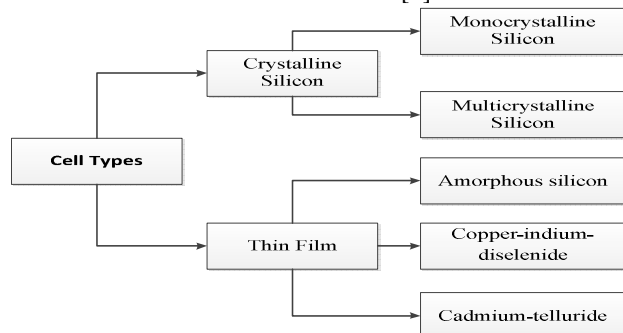 Monocrystalline
Silicon
Crystalline
Silicon
Multicrystalline
Silicon
Cell Types
Amorphous silicon
Thin Film
Copper-indium-
diselenide
Cadmium-telluride